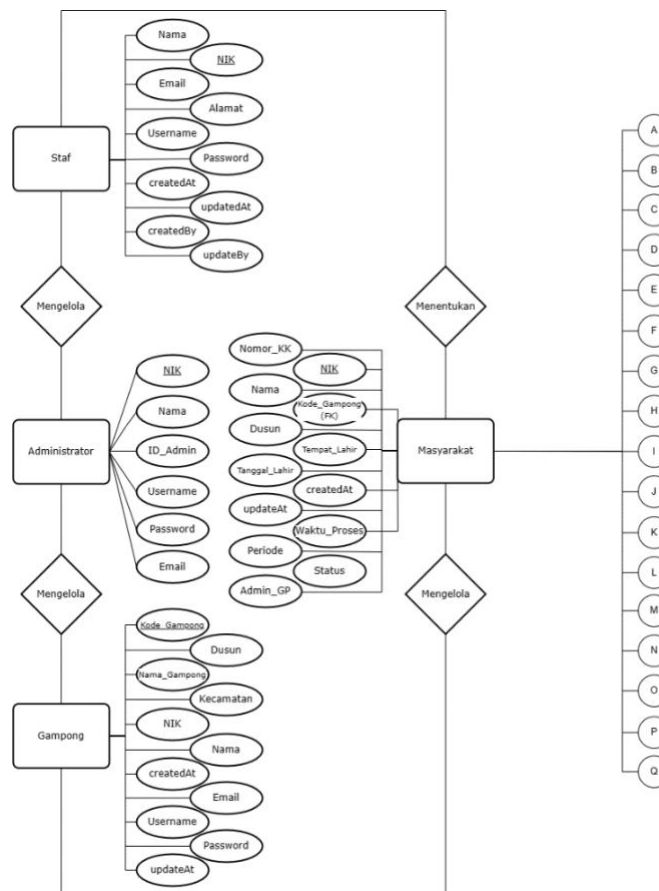 Nama
NIK
Email
Alamat
Username
Staf
Password
createdAt
updatedAt
createdBy
updateBy
Mengelola
Menentukan
NIK
Nama
ID_Admin
Administrator
Username
Password
Email
Nomor_KK
NIK
Nama
Kode_Gampong
(FK)
Dusun
Tempat_Lahir
Masyarakat
Tanggal_Lahir
createdAt
updateAt
Waktu_Proses
Periode
Status
Admin_GP
Mengelola
Mengelola
Kode_Gampong
Dusun
Nama_Gampong
Kecamatan
NIK
Gampong
Nama
createdAt
Email
Username
Password
updateAt
A
B
C
D
E
F
G
H
I
J
K
L
M
N
O
P
Q